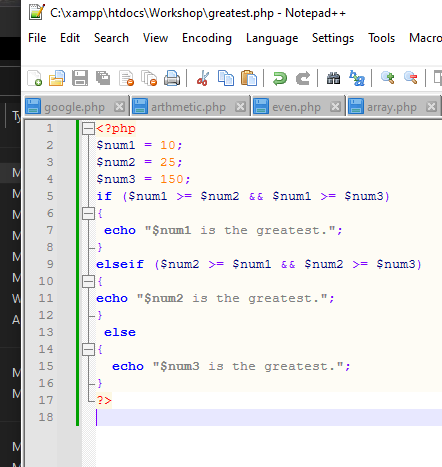 C:\xampp\htdocs\Workshop\greatest.php - Notepad++
File Edit Search View Encoding Language Settings Tools Macro
google.php arthmetic.php even.php array.php
1 <?php
2 $num1 = 10;
3 $num2 = 25;
4 $num3 = 150;
5 if ($num1 >= $num2 && $num1 >= $num3)
6 {
7 echo "$num1 is the greatest.";
8 }
9 elseif ($num2 >= $num1 && $num2 >= $num3)
10 {
11 echo "$num2 is the greatest.";
12 }
13 else
14 {
15 echo "$num3 is the greatest.";
16 }
17 ?>
18